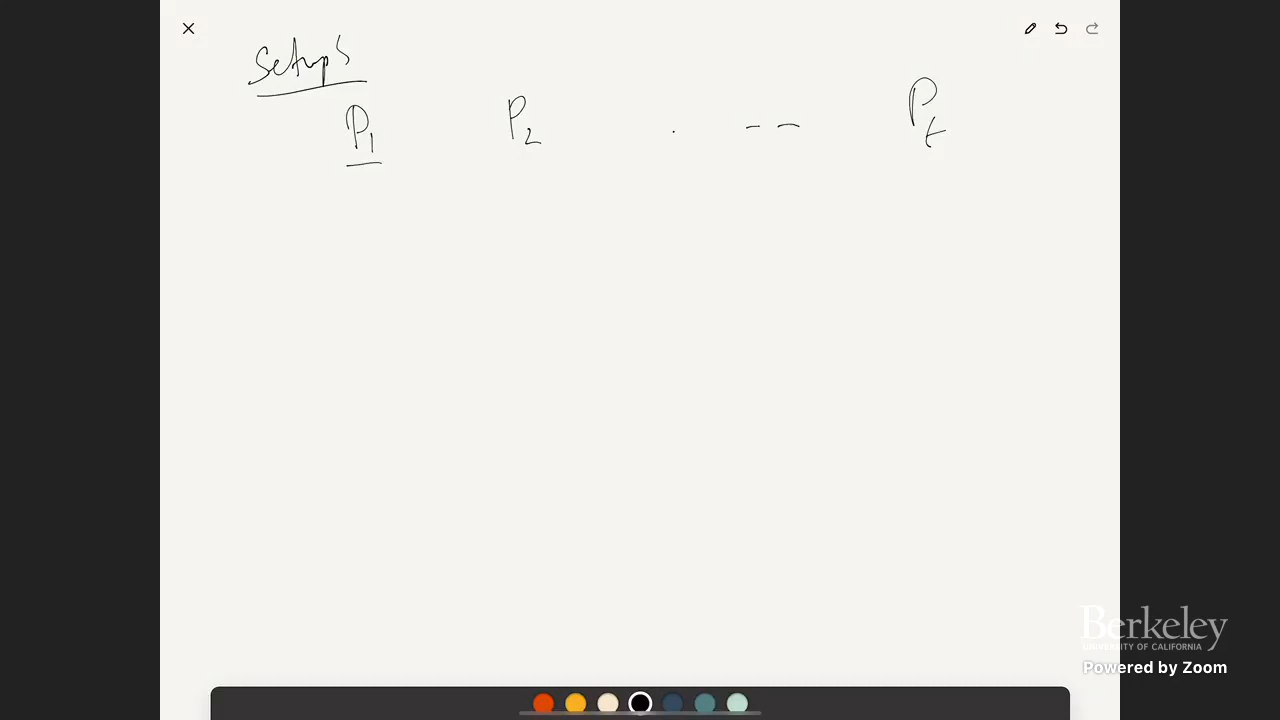 Setup:
P₁ P₂ . -- Pₜ
Berkeley
UNIVERSITY OF CALIFORNIA
Powered by Zoom